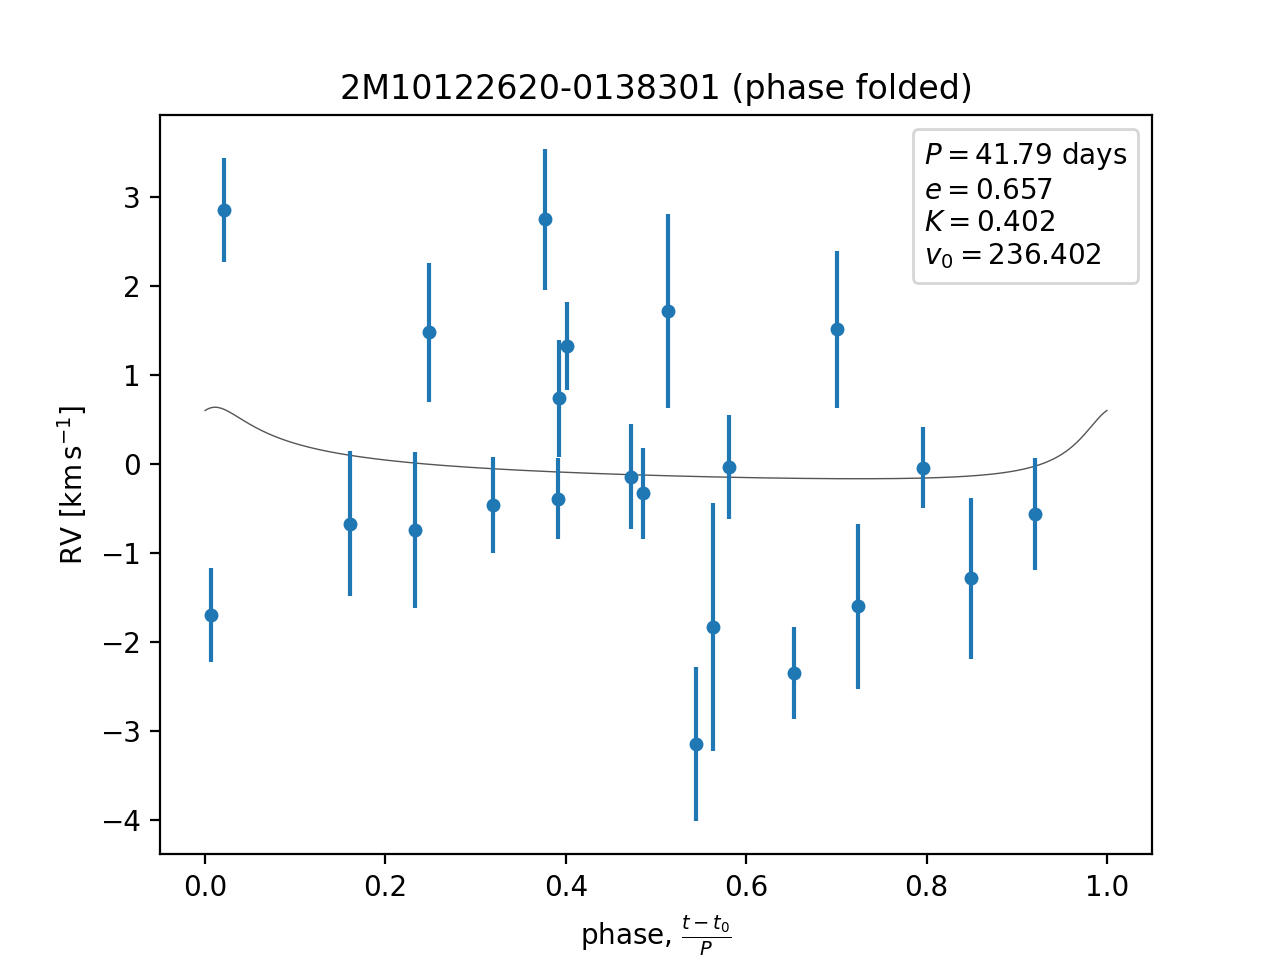 2M10122620-0138301 (phase folded)
P = 41.79 days
e = 0.657
K = 0.402
v₀ = 236.402
RV [km s⁻¹]
3
2
1
0
−1
−2
−3
−4
0.0 0.2 0.4 0.6 0.8 1.0
phase, (t − t₀)/P